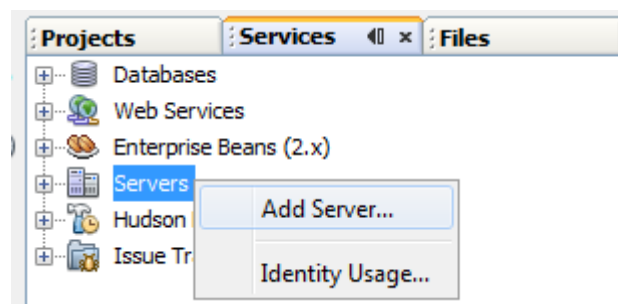 Projects Services Files
Databases
Web Services
Enterprise Beans (2.x)
Servers
Add Server...
Hudson
Issue Tr
Identity Usage...